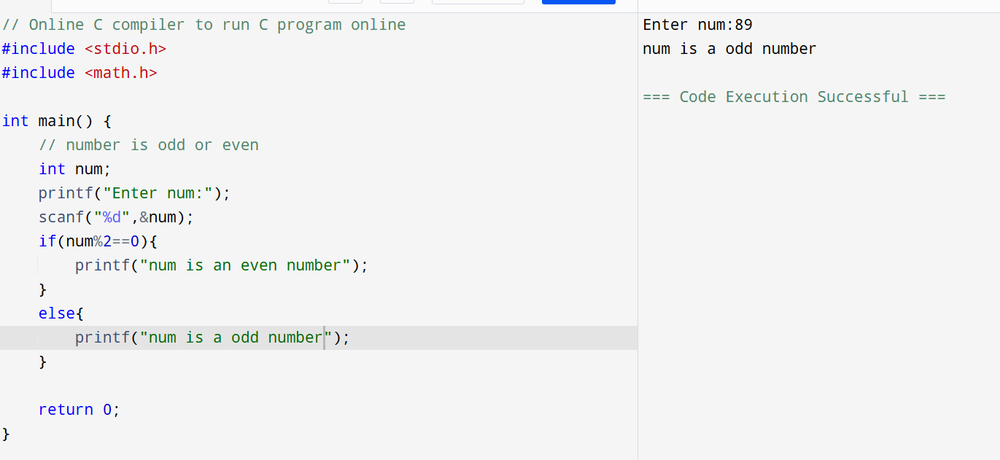 // Online C compiler to run C program online
#include <stdio.h>
#include <math.h>

int main() {
    // number is odd or even
    int num;
    printf("Enter num:");
    scanf("%d",&num);
    if(num%2==0){
        printf("num is an even number");
    }
    else{
        printf("num is a odd number");
    }

    return 0;
}
Enter num:89
num is a odd number

=== Code Execution Successful ===